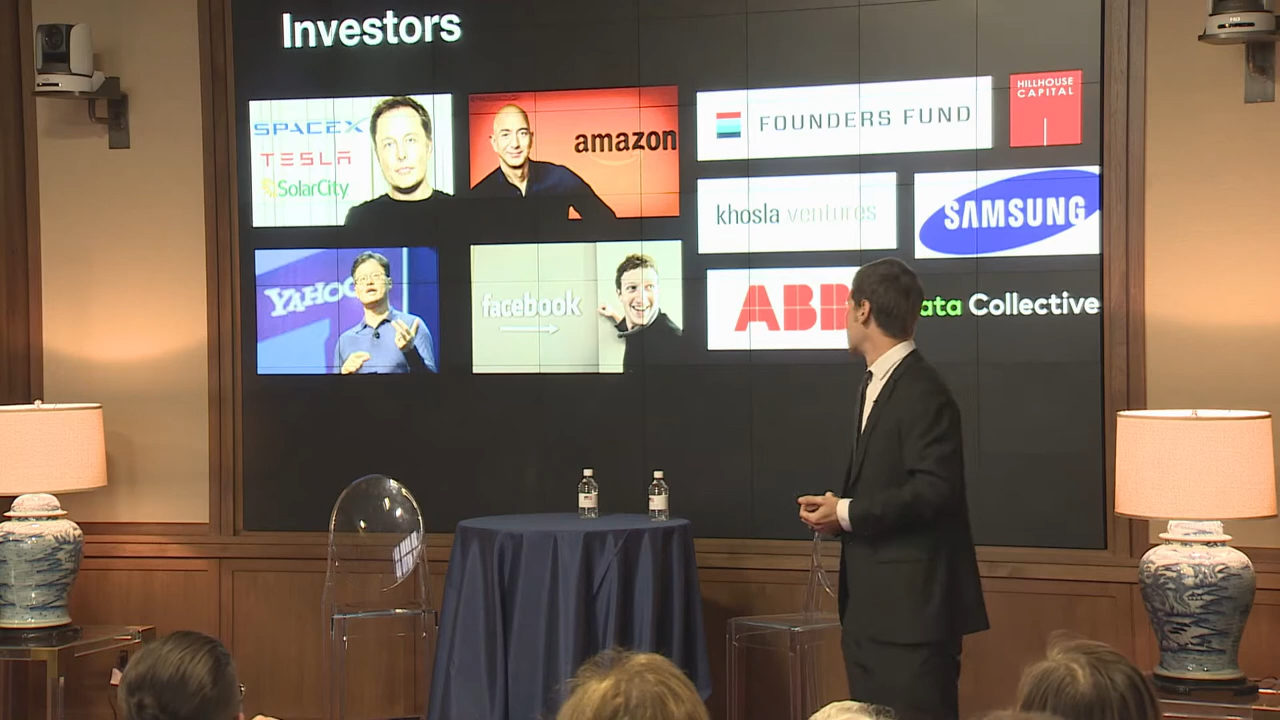 Investors
SPACEX
TESLA
SolarCity
amazon
FOUNDERS FUND
HILLHOUSE
CAPITAL
khosla ventures
SAMSUNG
YAHOO
facebook
ABB
ata Collective